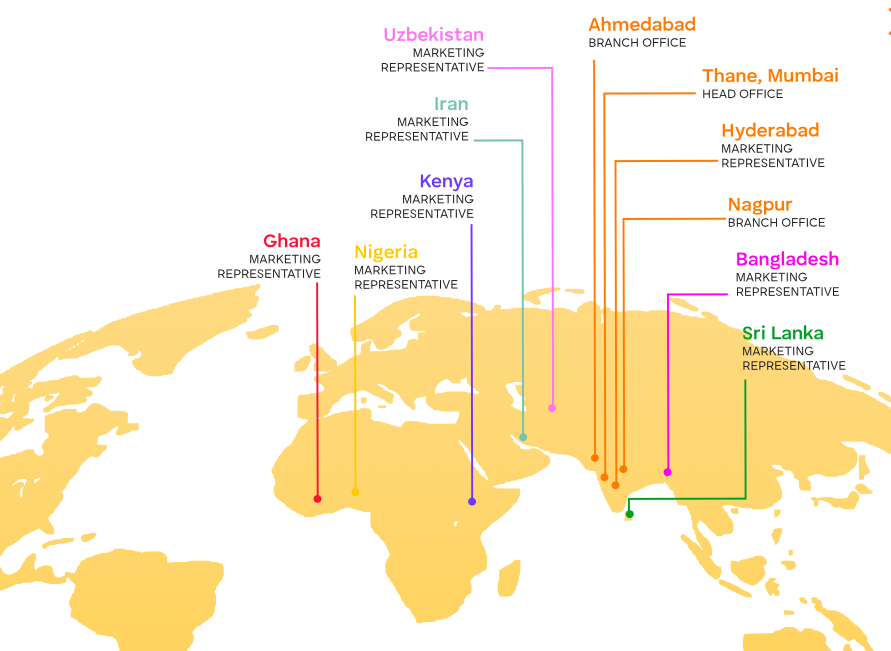 Uzbekistan
MARKETING
REPRESENTATIVE
Iran
MARKETING
REPRESENTATIVE
Kenya
MARKETING
REPRESENTATIVE
Ghana
MARKETING
REPRESENTATIVE
Nigeria
MARKETING
REPRESENTATIVE
Ahmedabad
BRANCH OFFICE
Thane, Mumbai
HEAD OFFICE
Hyderabad
MARKETING
REPRESENTATIVE
Nagpur
BRANCH OFFICE
Bangladesh
MARKETING
REPRESENTATIVE
Sri Lanka
MARKETING
REPRESENTATIVE